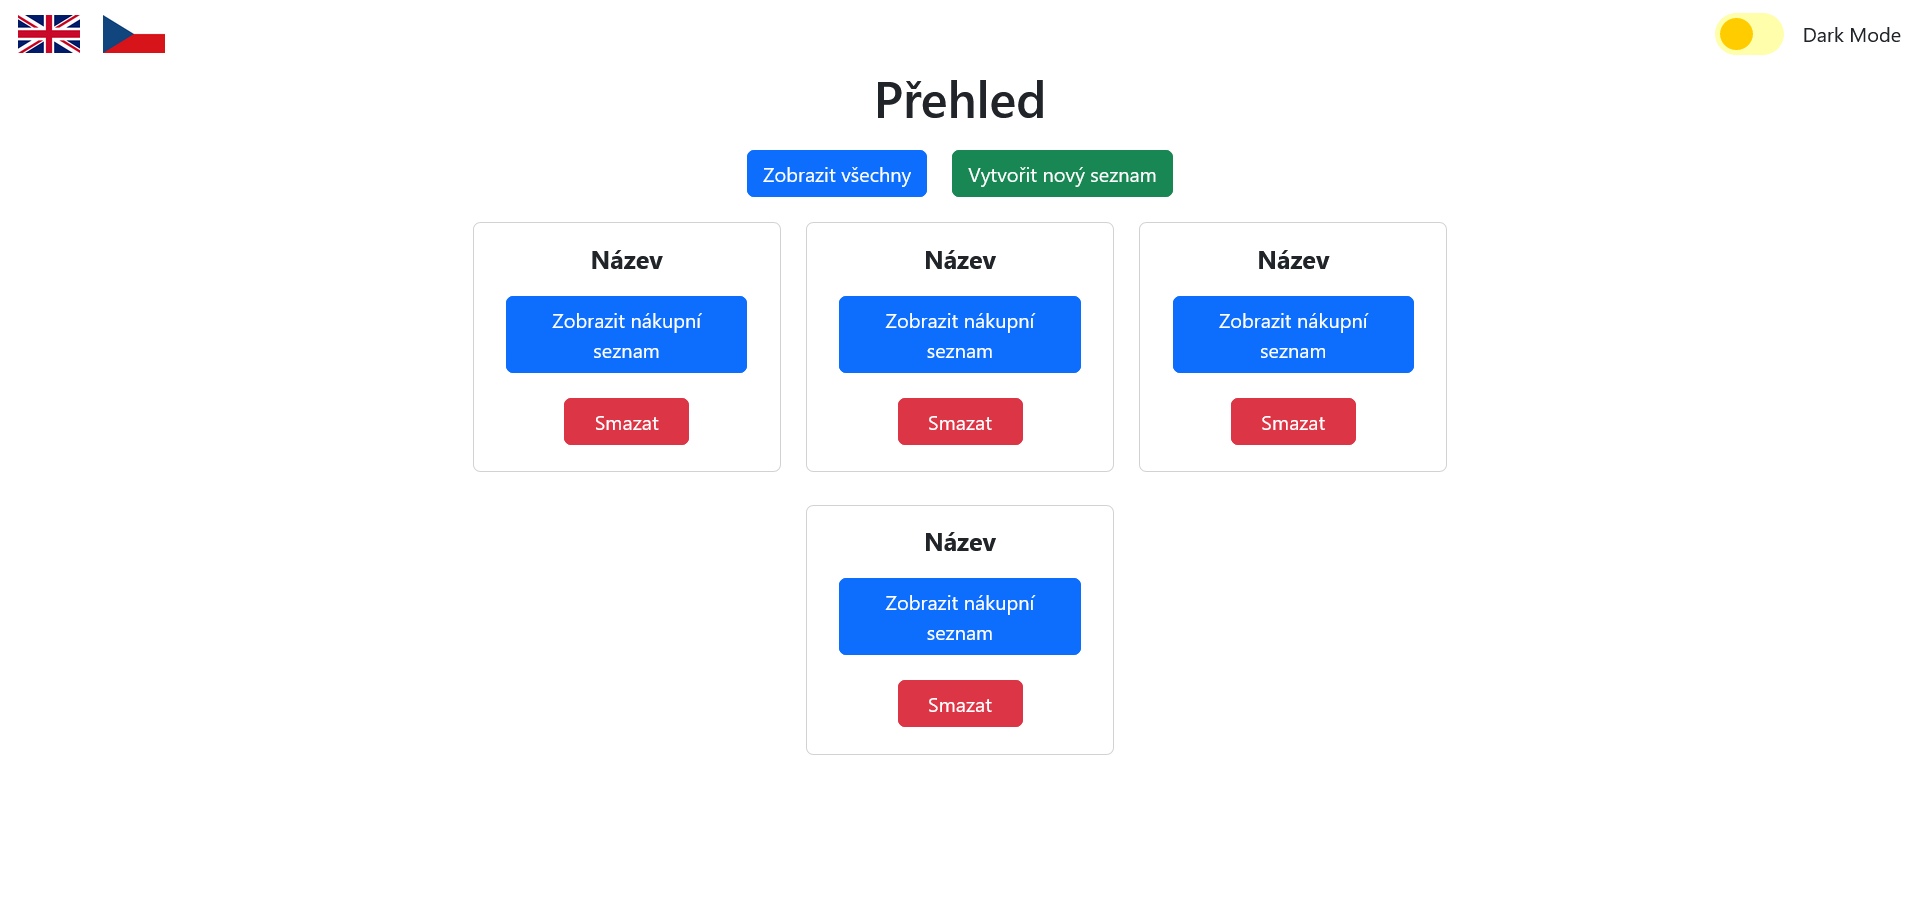 Dark Mode
Přehled
Zobrazit všechny
Vytvořit nový seznam
Název
Zobrazit nákupní
seznam
Smazat
Název
Zobrazit nákupní
seznam
Smazat
Název
Zobrazit nákupní
seznam
Smazat
Název
Zobrazit nákupní
seznam
Smazat